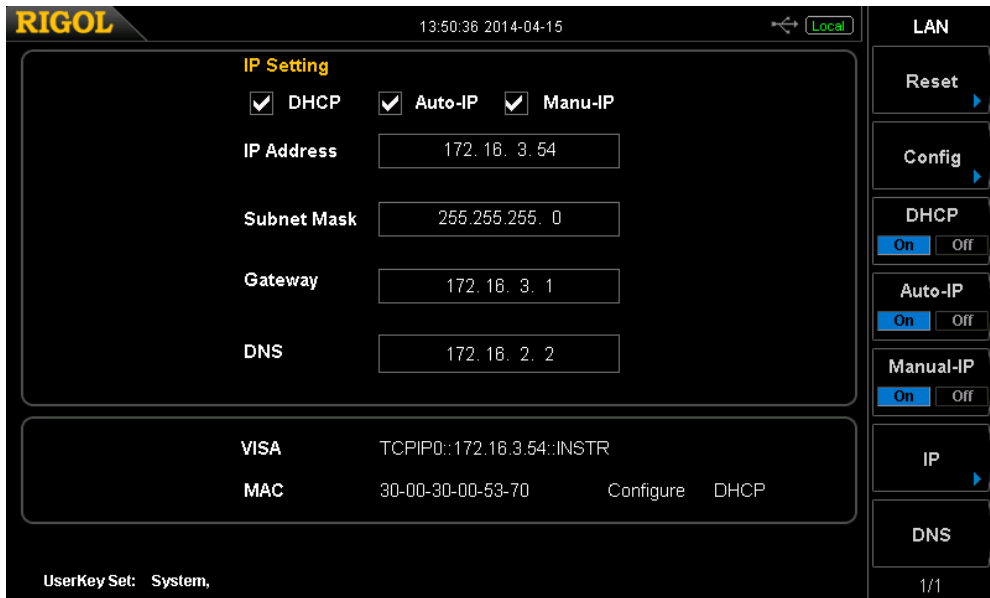 RIGOL
13:50:36 2014-04-15
Local
LAN
IP Setting
DHCP Auto-IP Manu-IP
IP Address 172. 16. 3. 54
Subnet Mask 255.255.255. 0
Gateway 172. 16. 3. 1
DNS 172. 16. 2. 2
VISA TCPIP0::172.16.3.54::INSTR
MAC 30-00-30-00-53-70 Configure DHCP
UserKey Set: System,
Reset
Config
DHCP
On Off
Auto-IP
On Off
Manual-IP
On Off
IP
DNS
1/1